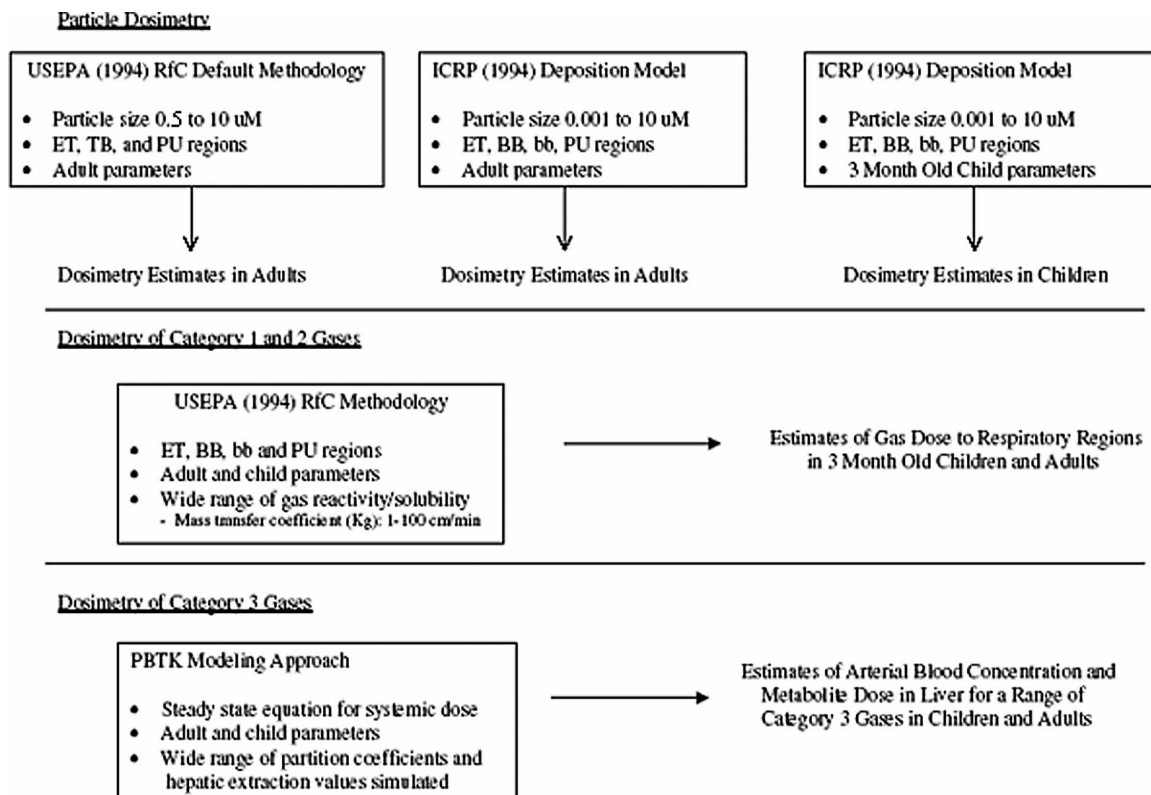 Particle Dosimetry
USEPA (1994) RfC Default Methodology
• Particle size 0.5 to 10 uM
• ET, TB, and PU regions
• Adult parameters
ICRP (1994) Deposition Model
• Particle size 0.001 to 10 uM
• ET, BB, bb, PU regions
• Adult parameters
ICRP (1994) Deposition Model
• Particle size 0.001 to 10 uM
• ET, BB, bb, PU regions
• 3 Month Old Child parameters
Dosimetry Estimates in Adults
Dosimetry Estimates in Adults
Dosimetry Estimates in Children
Dosimetry of Category 1 and 2 Gases
USEPA (1994) RfC Methodology
• ET, BB, bb and PU regions
• Adult and child parameters
• Wide range of gas reactivity/solubility
- Mass transfer coefficient (Kg): 1-100 cm/min
Estimates of Gas Dose to Respiratory Regions
in 3 Month Old Children and Adults
Dosimetry of Category 3 Gases
PBTK Modeling Approach
• Steady state equation for systemic dose
• Adult and child parameters
• Wide range of partition coefficients and
hepatic extraction values simulated
Estimates of Arterial Blood Concentration and
Metabolite Dose in Liver for a Range of
Category 3 Gases in Children and Adults